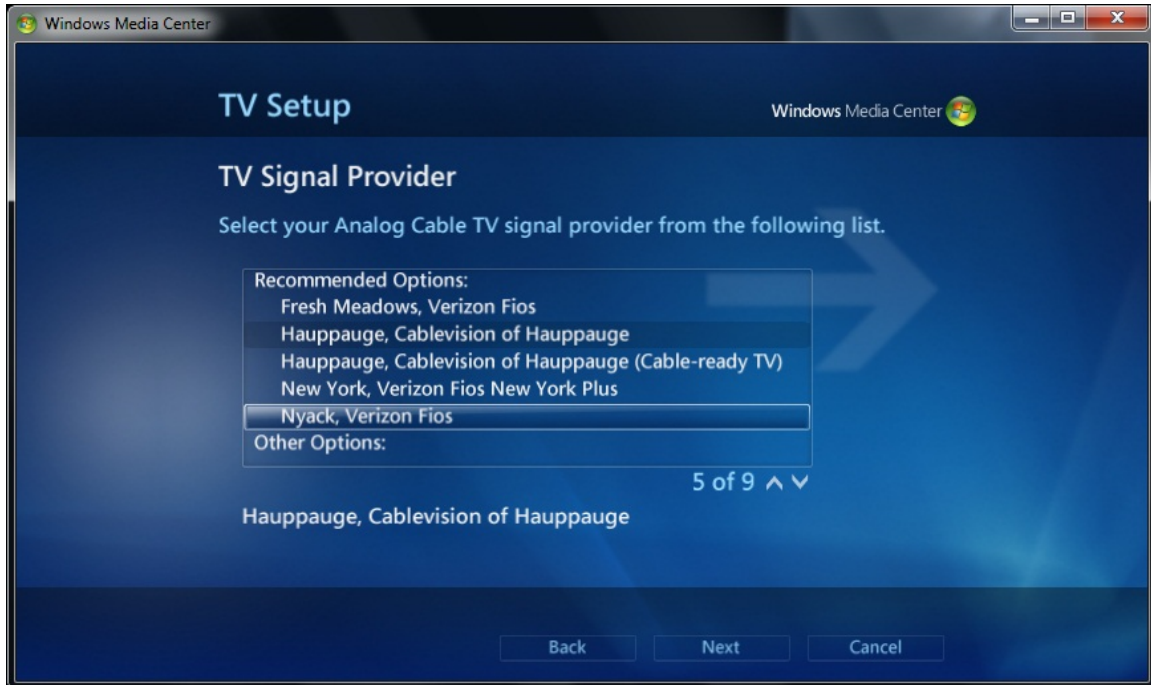 Windows Media Center
TV Setup
Windows Media Center
TV Signal Provider
Select your Analog Cable TV signal provider from the following list.
Recommended Options:
Fresh Meadows, Verizon Fios
Hauppauge, Cablevision of Hauppauge
Hauppauge, Cablevision of Hauppauge (Cable-ready TV)
New York, Verizon Fios New York Plus
Nyack, Verizon Fios
Other Options:
5 of 9
Hauppauge, Cablevision of Hauppauge
Back Next Cancel